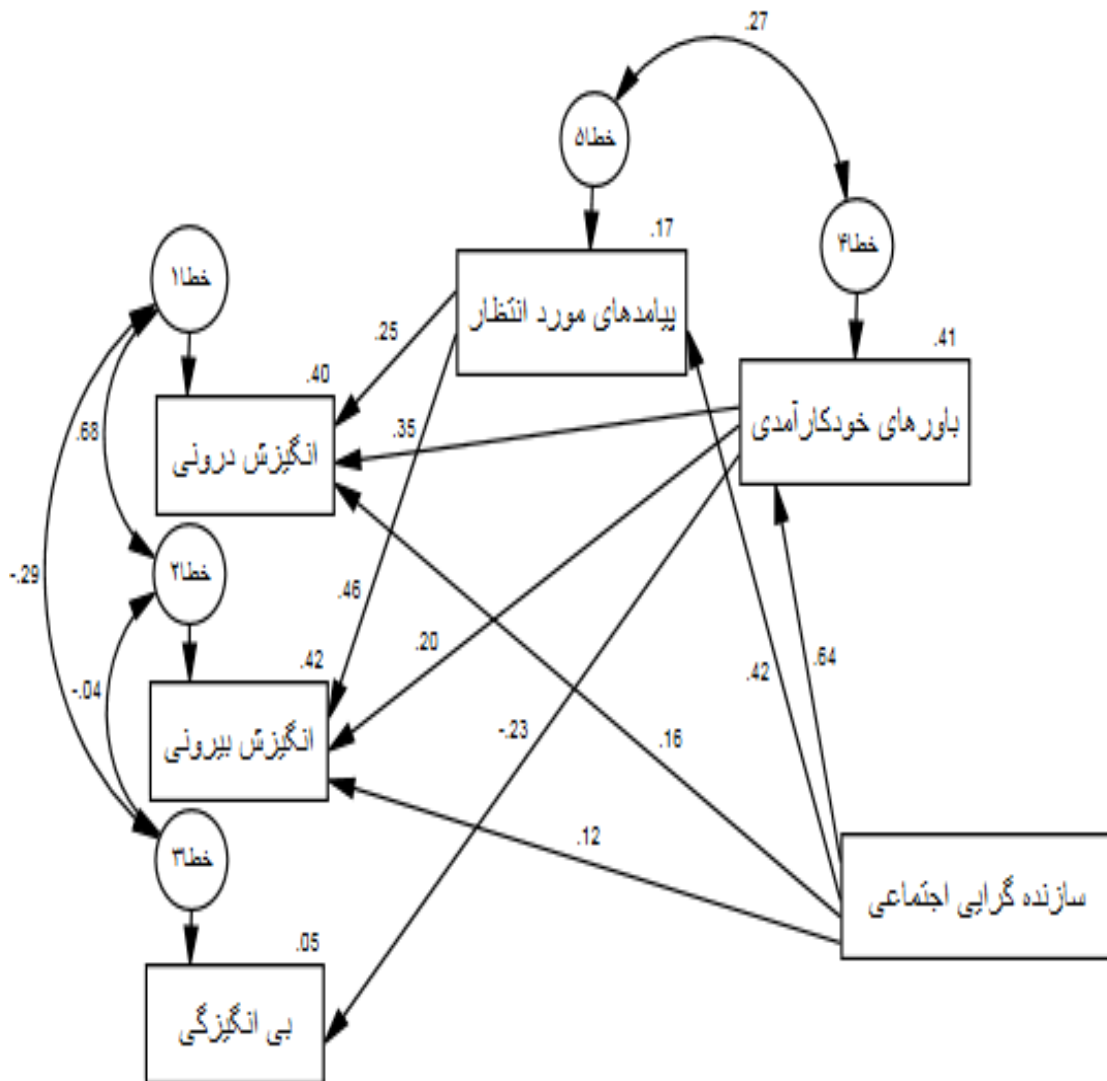 .27
خطا۵
خطا۴
.17
پیامدهای مورد انتظار
.41
باورهای خودکارآمدی
خطا۱
.25
.40
انگیزش درونی
.35
.68
خطا۲
-.29
.46
.20
.42
انگیزش بیرونی
-.04
-.23
.42
.64
.16
.12
خطا۳
سازنده گرایی اجتماعی
.05
بی انگیزگی